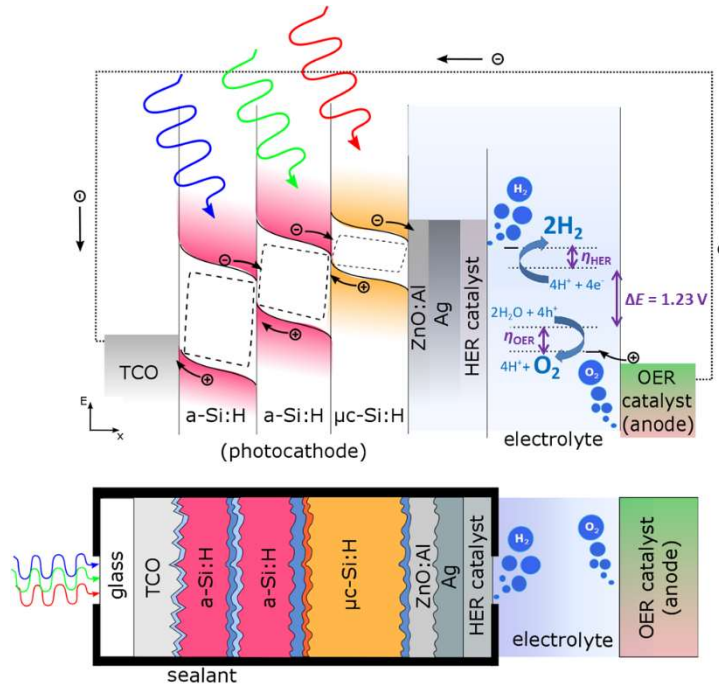 ⊖
⊖
H₂
2H₂
η_HER
4H⁺ + 4e⁻
ΔE = 1.23 V
2H₂O + 4h⁺
η_OER
4H⁺+ O₂
O₂
⊖
⊖
⊖
⊕
⊕
⊕
⊕
TCO
ZnO:Al
Ag
HER catalyst
OER
catalyst
(anode)
E
x
a-Si:H
a-Si:H
µc-Si:H
(photocathode)
electrolyte
glass
TCO
a-Si:H
a-Si:H
µc-Si:H
ZnO:Al
Ag
HER catalyst
H₂
O₂
electrolyte
OER catalyst
(anode)
sealant